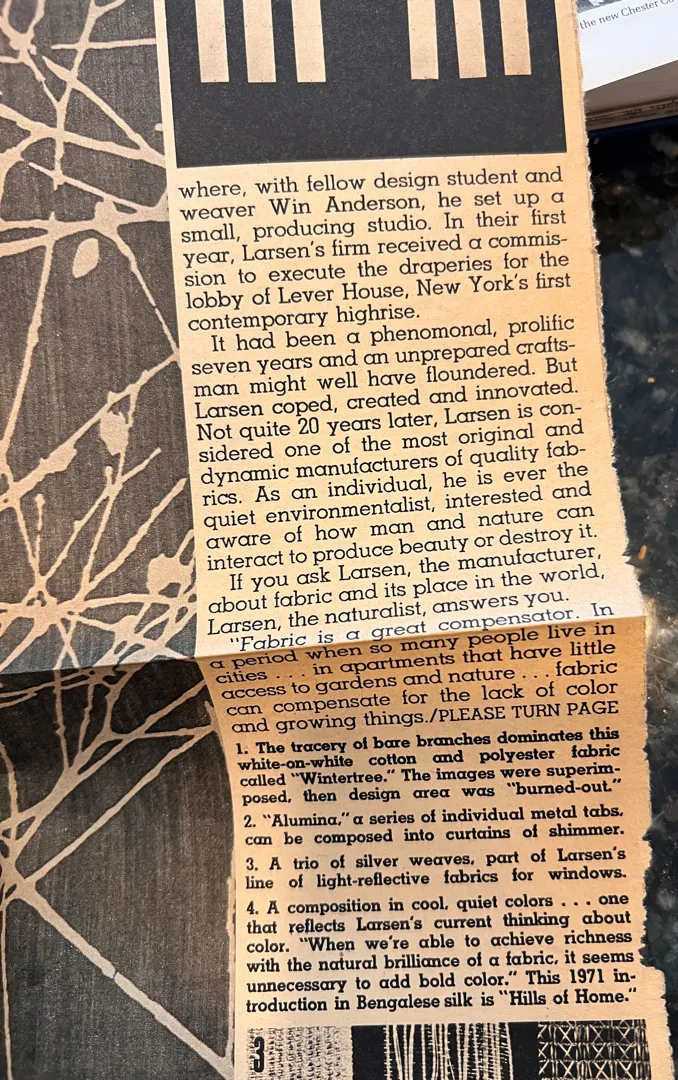 the new Chester Co
where, with fellow design student and
weaver Win Anderson, he set up a
small, producing studio. In their first
year, Larsen's firm received a commis-
sion to execute the draperies for the
lobby of Lever House, New York's first
contemporary highrise.
It had been a phenomonal, prolific
seven years and an unprepared crafts-
man might well have floundered. But
Larsen coped, created and innovated.
Not quite 20 years later, Larsen is con-
sidered one of the most original and
dynamic manufacturers of quality fab-
rics. As an individual, he is ever the
quiet environmentalist, interested and
aware of how man and nature can
interact to produce beauty or destroy it.
If you ask Larsen, the manufacturer,
about fabric and its place in the world,
Larsen, the naturalist, answers you.
"Fabric is a great compensator. In
a period when so many people live in
cities . . . in apartments that have little
access to gardens and nature . . . fabric
can compensate for the lack of color
and growing things./PLEASE TURN PAGE
1. The tracery of bare branches dominates this
white-on-white cotton and polyester fabric
called "Wintertree." The images were superim-
posed, then design area was "burned-out."
2. "Alumina," a series of individual metal tabs,
can be composed into curtains of shimmer.
3. A trio of silver weaves, part of Larsen's
line of light-reflective fabrics for windows.
4. A composition in cool, quiet colors . . . one
that reflects Larsen's current thinking about
color. "When we're able to achieve richness
with the natural brilliance of a fabric, it seems
unnecessary to add bold color." This 1971 in-
troduction in Bengalese silk is "Hills of Home."
3